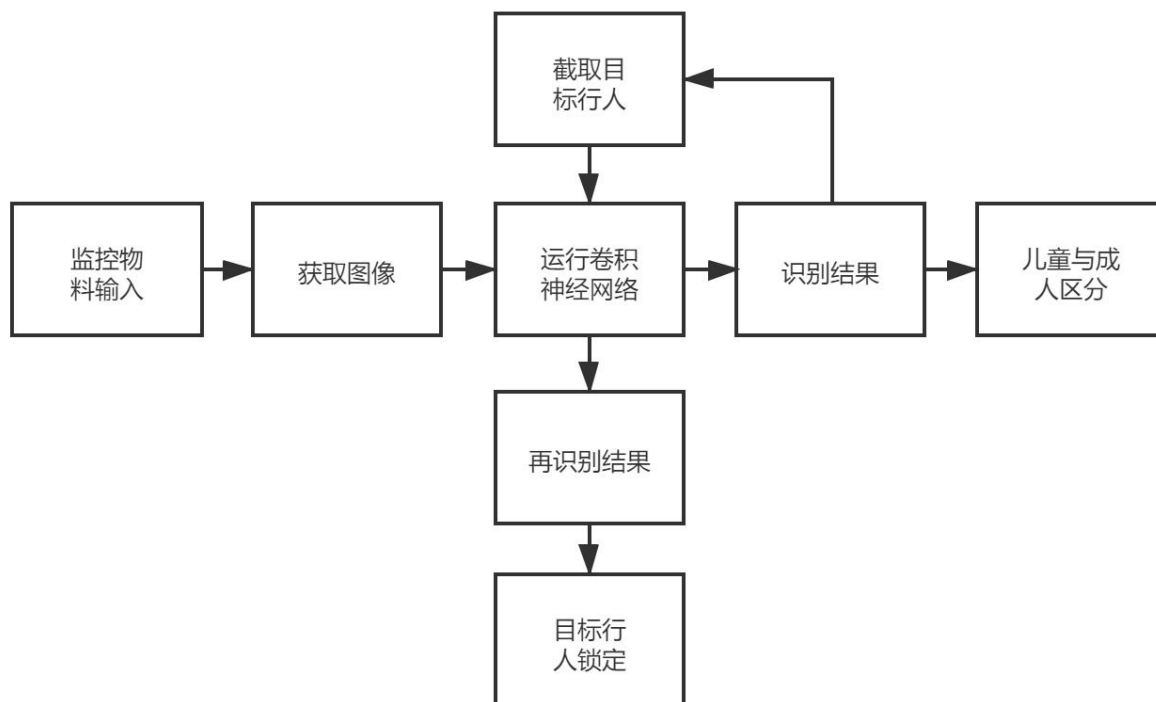 截取目
标行人
监控物
料输入
获取图像
运行卷积
神经网络
识别结果
儿童与成
人区分
再识别结果
目标行
人锁定